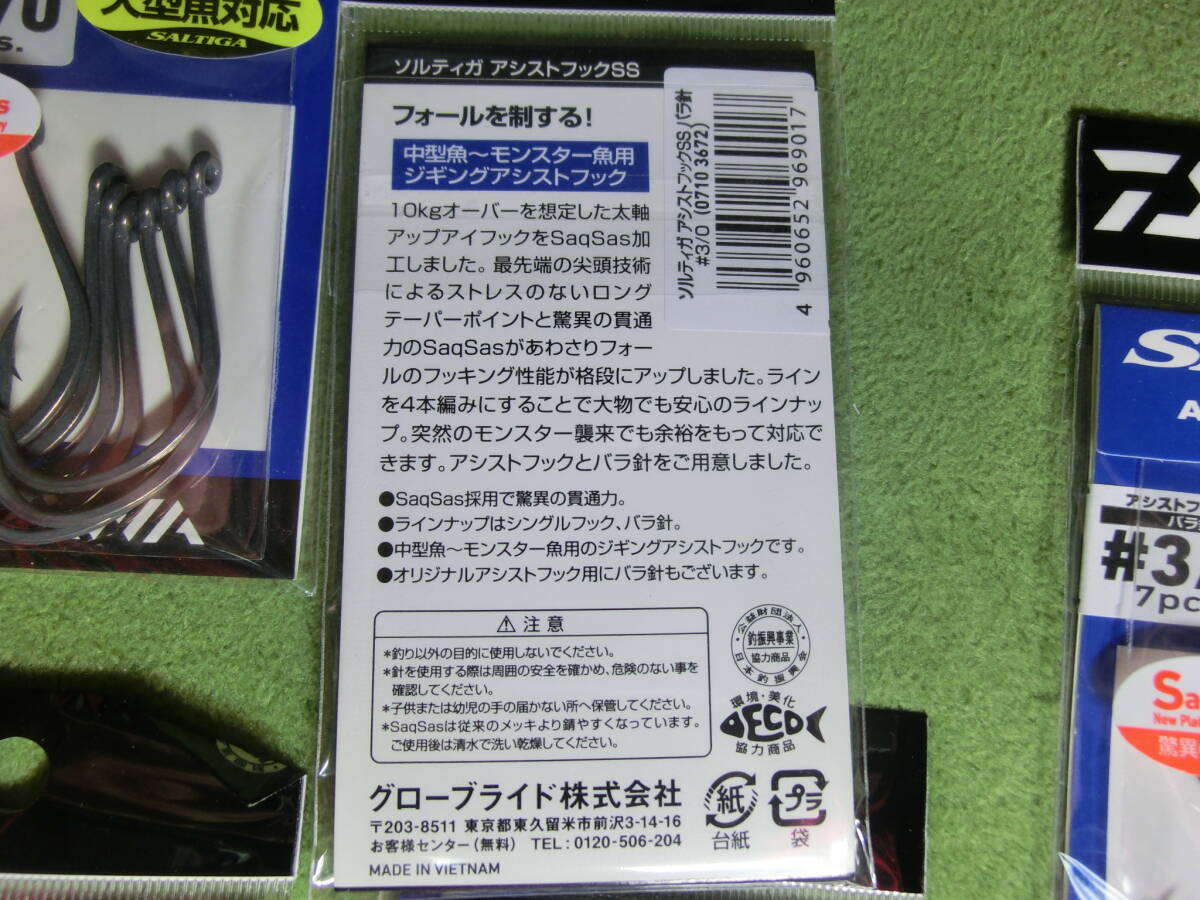 大型魚対応
SALTIGA
ソルティガ アシストフックSS
フォールを制する!
中型魚～モンスター魚用
ジギングアシストフック
10kgオーバーを想定した太軸
アップアイフックをSaqSas加
工しました。最先端の尖頭技術
によるストレスのないロング
テーパーポイントと驚異の貫通
力のSaqSasがあわさりフォー
ルのフッキング性能が格段にアップしました。ライン
を4本編みにすることで大物でも安心のラインナッ
プ。突然のモンスター襲来でも余裕をもって対応で
きます。アシストフックとバラ針をご用意しました。
●SaqSas採用で驚異の貫通力。
●ラインナップはシングルフック、バラ針。
●中型魚～モンスター魚用のジギングアシストフックです。
●オリジナルアシストフック用にバラ針もございます。
⚠注意
*釣り以外の目的に使用しないでください。
*針を使用する際は周囲の安全を確かめ、危険のない事を
確認してください。
*子供または幼児の手の届かない所へ保管してください。
*SaqSasは従来のメッキより錆やすくなっています。
ご使用後は清水で洗い乾燥してください。
公益財団法人・
釣振興事業
協力商品
日本釣振興会
環境・美化
ECO
協力商品
グローブライド株式会社
〒203-8511 東京都東久留米市前沢3-14-16
お客様センター(無料) TEL:0120-506-204
MADE IN VIETNAM
紙
台紙
プラ
袋
ソルティガ アシストフックSS バラ針
#3/0 (0710 3672)
4 960652 969017
アシストフ
バラ
#3/
7pc
Sa
New Pla
驚異